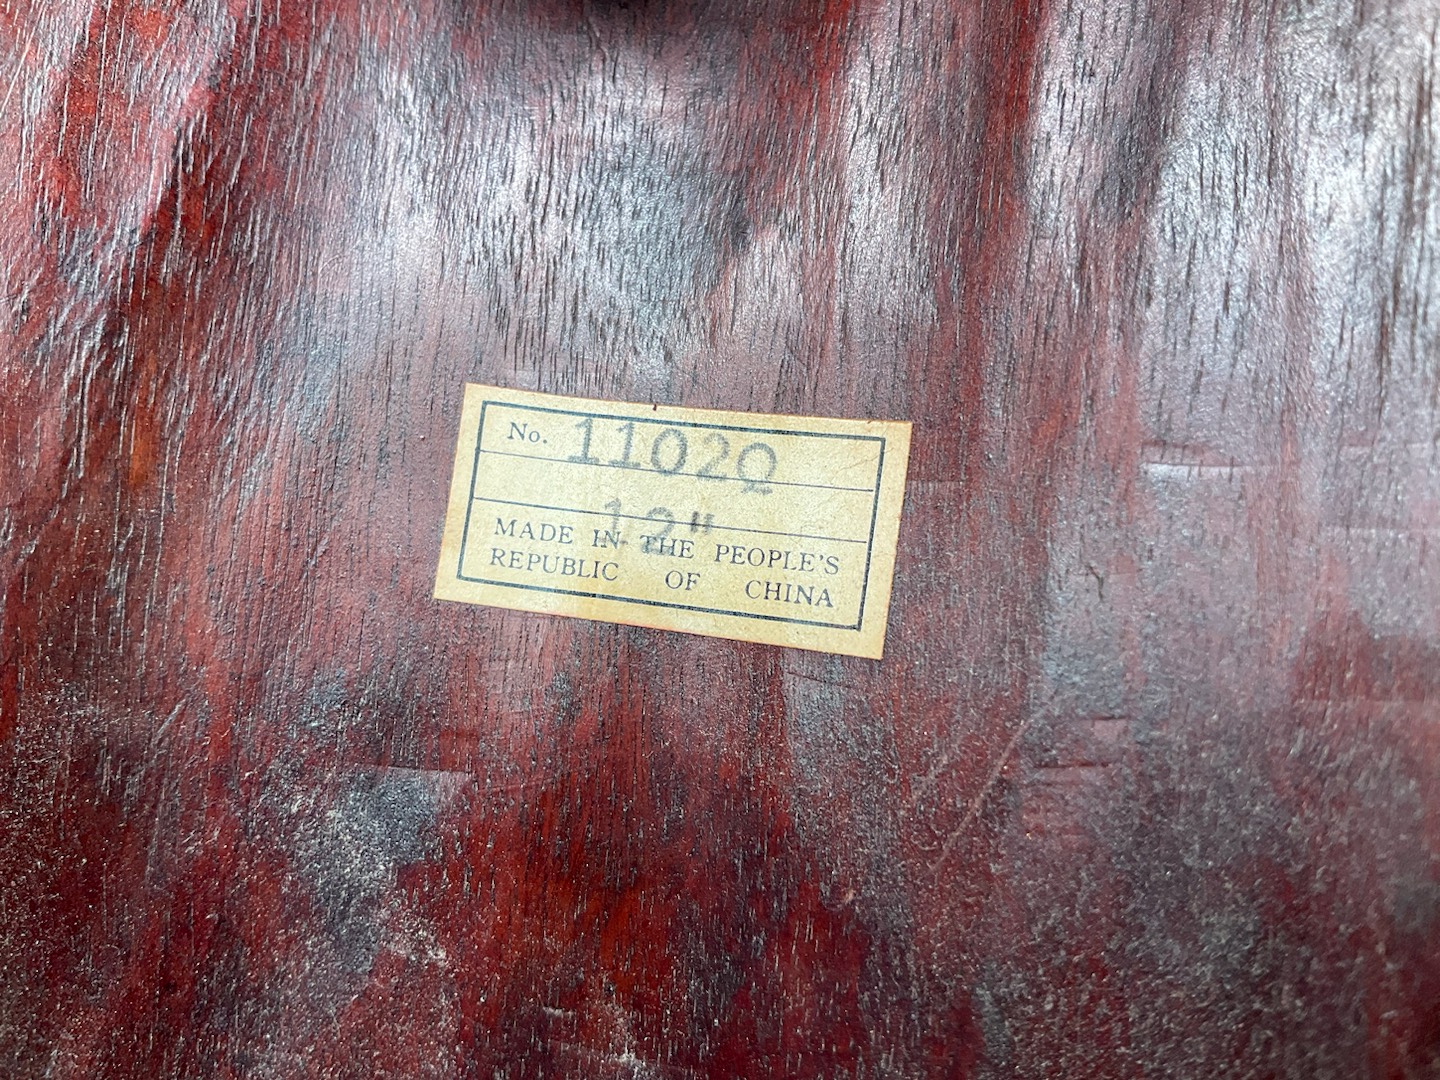 No. 11020
12"
MADE IN THE PEOPLE'S
REPUBLIC OF CHINA